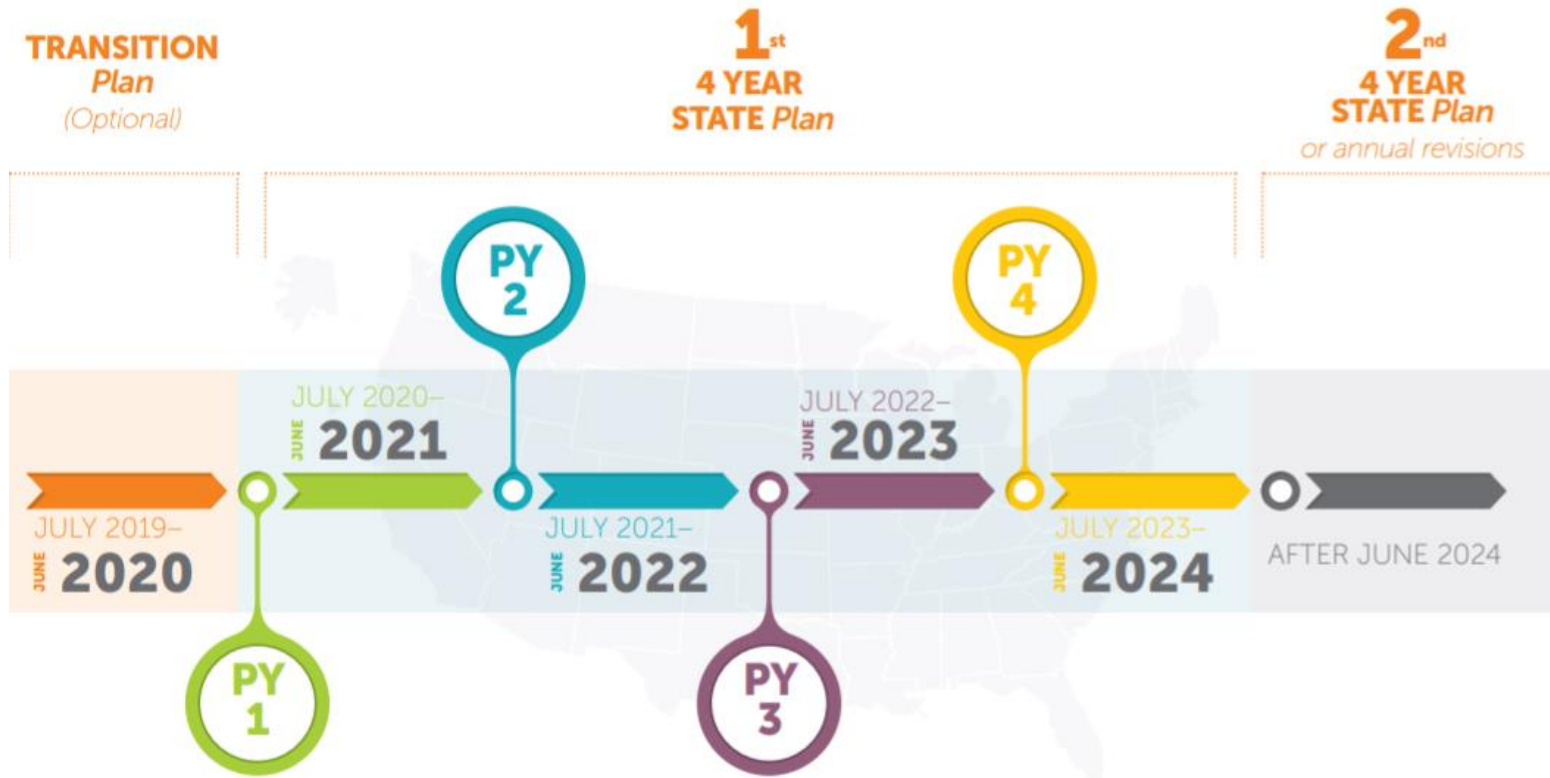 TRANSITION
Plan
(Optional)
1st
4 YEAR
STATE Plan
2nd
4 YEAR
STATE Plan
or annual revisions
PY
2
PY
4
JULY 2020–
JUNE 2021
JULY 2022–
JUNE 2023
JULY 2019–
JUNE 2020
JULY 2021–
JUNE 2022
JULY 2023–
JUNE 2024
AFTER JUNE 2024
PY
1
PY
3